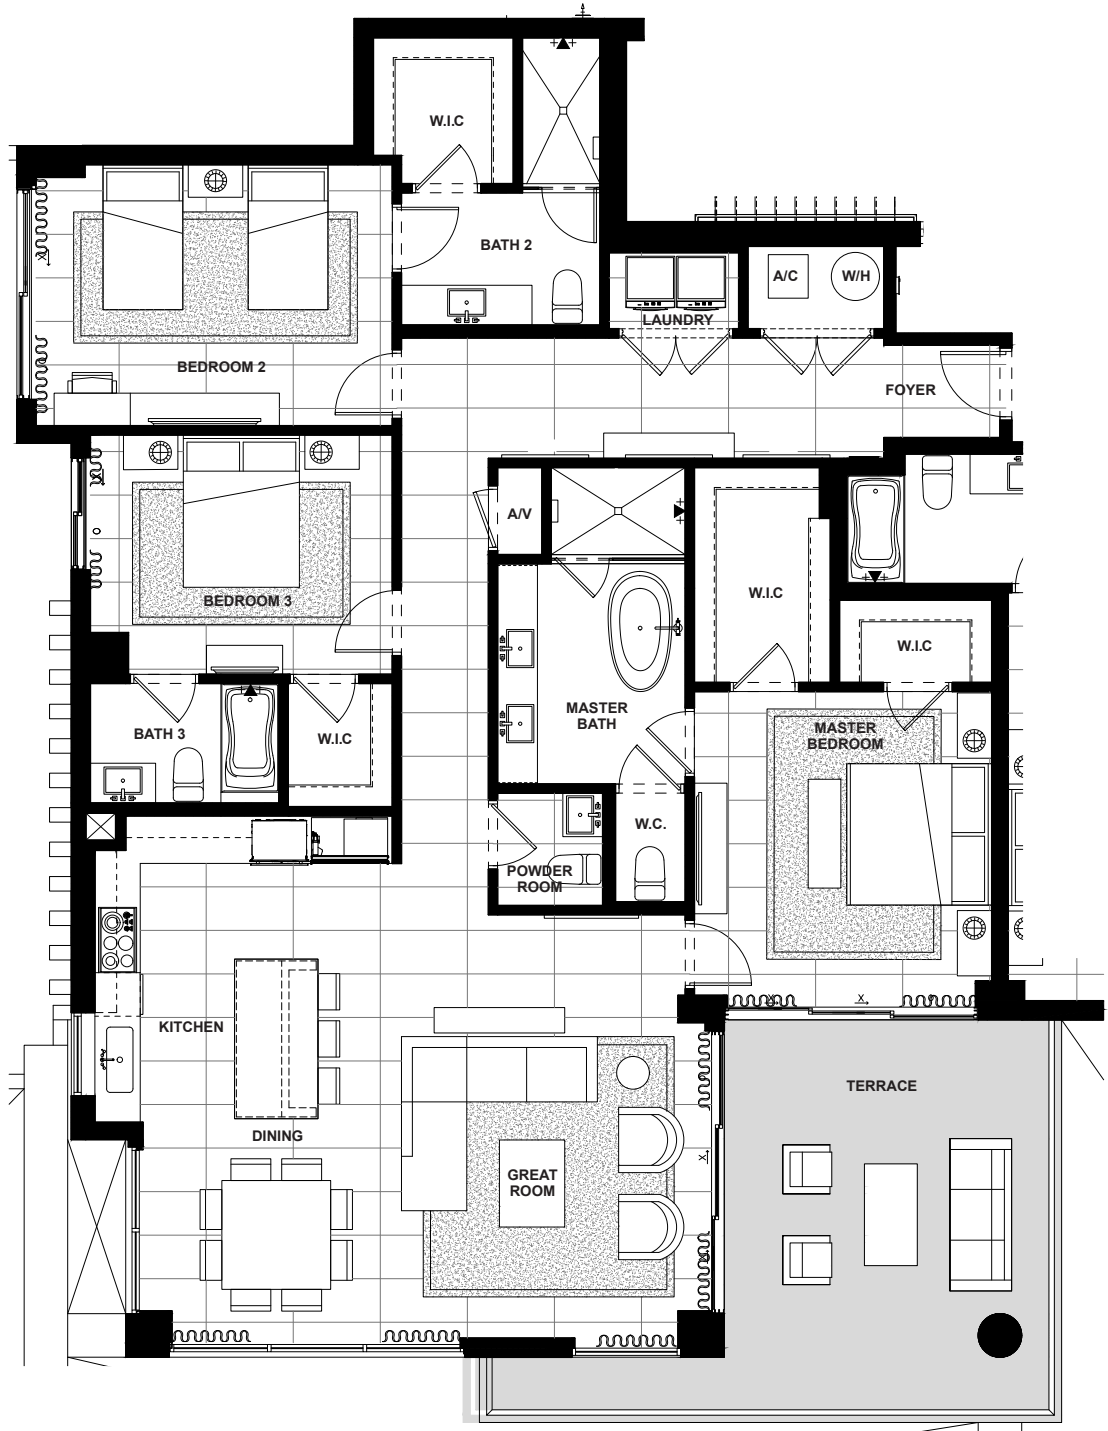 W.I.C
BATH 2
A/C
W/H
LAUNDRY
BEDROOM 2
FOYER
A/V
BEDROOM 3
W.I.C
W.I.C
MASTER
BATH
BATH 3
W.I.C
MASTER
BEDROOM
W.C.
POWDER
ROOM
KITCHEN
TERRACE
DINING
GREAT
ROOM
X
X
X
X
X
X
X